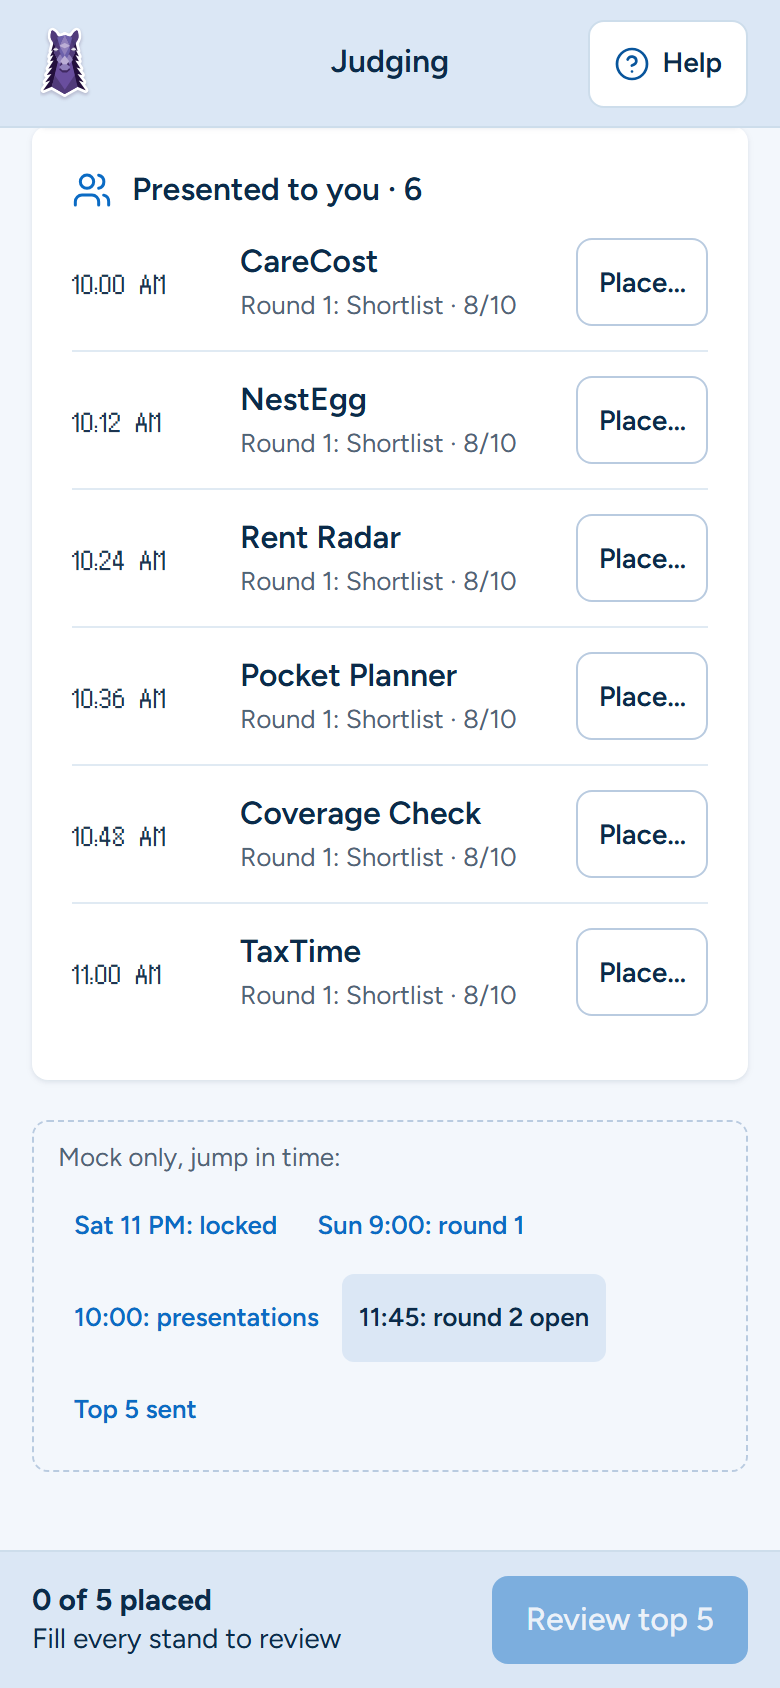 Judging
Help
Presented to you · 6
10:00 AM
CareCost
Round 1: Shortlist · 8/10
Place...
10:12 AM
NestEgg
Round 1: Shortlist · 8/10
Place...
10:24 AM
Rent Radar
Round 1: Shortlist · 8/10
Place...
10:36 AM
Pocket Planner
Round 1: Shortlist · 8/10
Place...
10:48 AM
Coverage Check
Round 1: Shortlist · 8/10
Place...
11:00 AM
TaxTime
Round 1: Shortlist · 8/10
Place...
Mock only, jump in time:
Sat 11 PM: locked
Sun 9:00: round 1
10:00: presentations
11:45: round 2 open
Top 5 sent
0 of 5 placed
Fill every stand to review
Review top 5